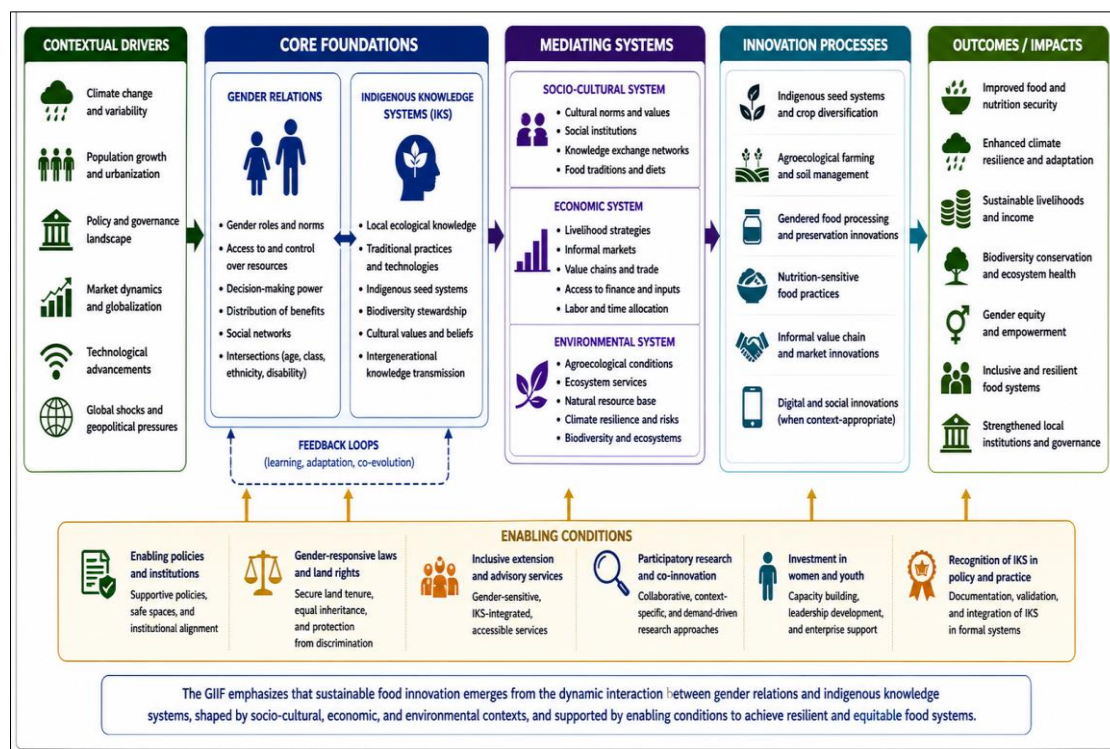 CONTEXTUAL DRIVERS
Climate change
and variability
Population growth
and urbanization
Policy and governance
landscape
Market dynamics
and globalization
Technological
advancements
Global shocks and
geopolitical pressures
CORE FOUNDATIONS
GENDER RELATIONS
• Gender roles and norms
• Access to and control
over resources
• Decision-making power
• Distribution of benefits
• Social networks
• Intersections (age, class,
ethnicity, disability)
INDIGENOUS KNOWLEDGE
SYSTEMS (IKS)
• Local ecological knowledge
• Traditional practices
and technologies
• Indigenous seed systems
• Biodiversity stewardship
• Cultural values and beliefs
• Intergenerational
knowledge transmission
FEEDBACK LOOPS
(learning, adaptation, co-evolution)
MEDIATING SYSTEMS
SOCIO-CULTURAL SYSTEM
• Cultural norms and values
• Social institutions
• Knowledge exchange networks
• Food traditions and diets
ECONOMIC SYSTEM
• Livelihood strategies
• Informal markets
• Value chains and trade
• Access to finance and inputs
• Labor and time allocation
ENVIRONMENTAL SYSTEM
• Agroecological conditions
• Ecosystem services
• Natural resource base
• Climate resilience and risks
• Biodiversity and ecosystems
INNOVATION PROCESSES
Indigenous seed systems
and crop diversification
Agroecological farming
and soil management
Gendered food processing
and preservation innovations
Nutrition-sensitive
food practices
Informal value chain
and market innovations
Digital and social innovations
(when context-appropriate)
OUTCOMES / IMPACTS
Improved food and
nutrition security
Enhanced climate
resilience and adaptation
Sustainable livelihoods
and income
Biodiversity conservation
and ecosystem health
Gender equity
and empowerment
Inclusive and resilient
food systems
Strengthened local
institutions and governance
ENABLING CONDITIONS
Enabling policies
and institutions
Supportive policies,
safe spaces, and
institutional alignment
Gender-responsive laws
and land rights
Secure land tenure,
equal inheritance,
and protection
from discrimination
Inclusive extension
and advisory services
Gender-sensitive,
IKS-integrated,
accessible services
Participatory research
and co-innovation
Collaborative, context-
specific, and demand-driven
research approaches
Investment in
women and youth
Capacity building,
leadership development,
and enterprise support
Recognition of IKS in
policy and practice
Documentation, validation,
and integration of IKS
in formal systems
The GIIF emphasizes that sustainable food innovation emerges from the dynamic interaction between gender relations and indigenous knowledge
systems, shaped by socio-cultural, economic, and environmental contexts, and supported by enabling conditions to achieve resilient and equitable food systems.